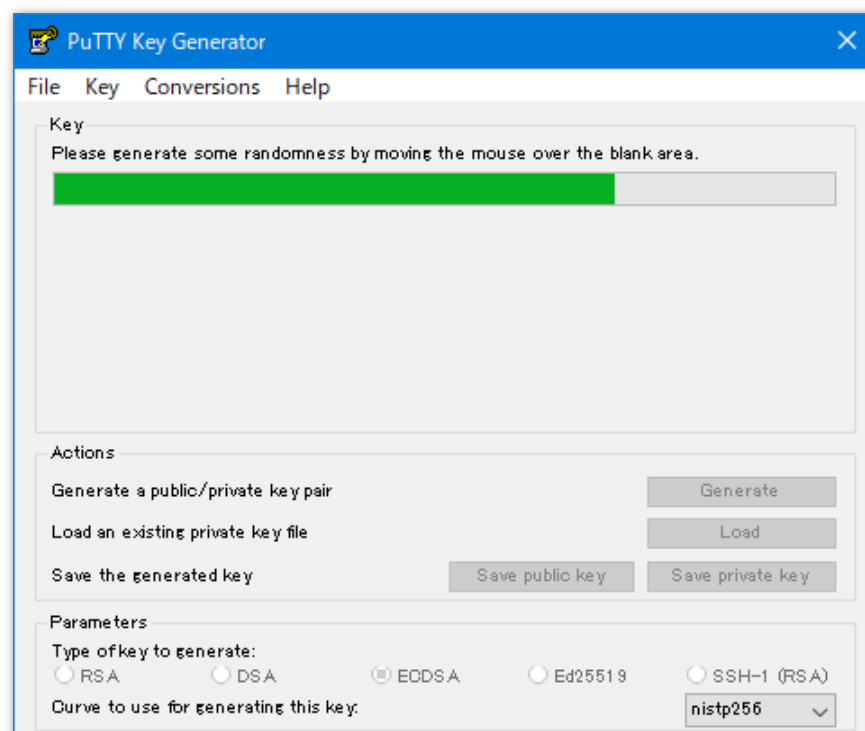 PuTTY Key Generator
File Key Conversions Help
Key
Please generate some randomness by moving the mouse over the blank area.
Actions
Generate a public/private key pair Generate
Load an existing private key file Load
Save the generated key Save public key Save private key
Parameters
Type of key to generate:
RSA DSA ECDSA Ed25519 SSH-1 (RSA)
Curve to use for generating this key: nistp256